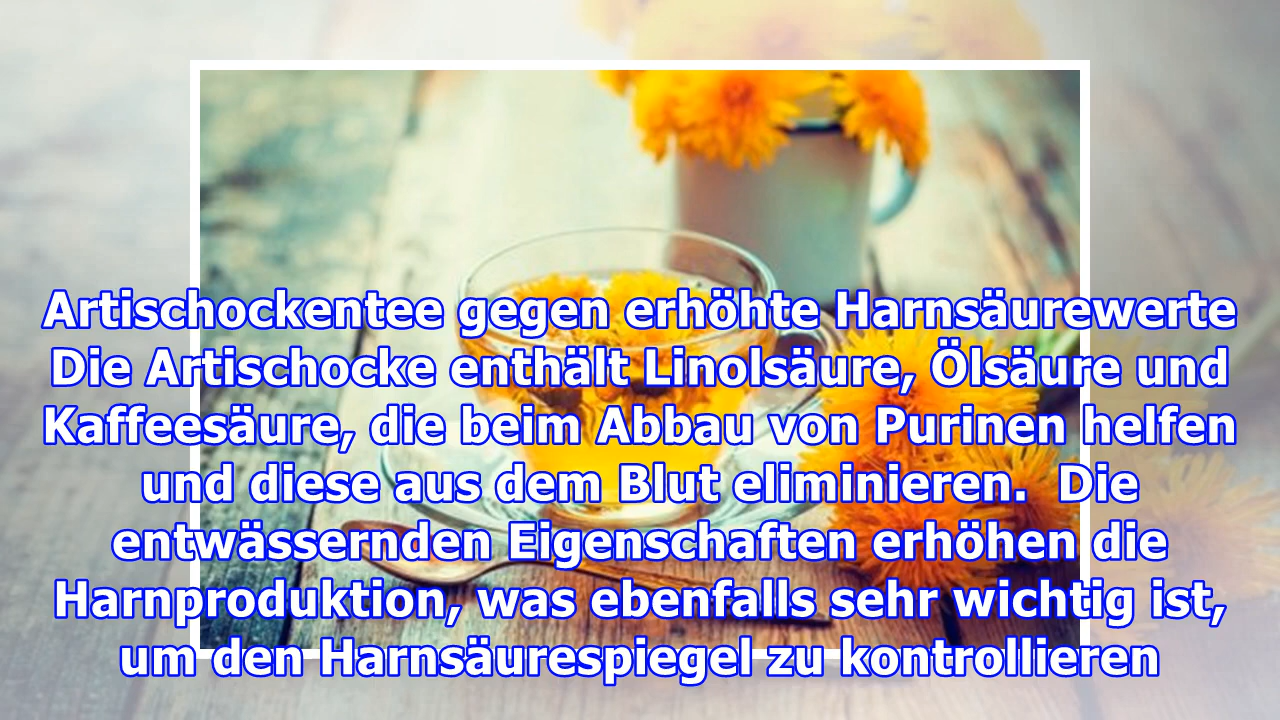 Artischockentee gegen erhöhte Harnsäurewerte
Die Artischocke enthält Linolsäure, Ölsäure und
Kaffeesäure, die beim Abbau von Purinen helfen
und diese aus dem Blut eliminieren.  Die
entwässernden Eigenschaften erhöhen die
Harnproduktion, was ebenfalls sehr wichtig ist,
um den Harnsäurespiegel zu kontrollieren